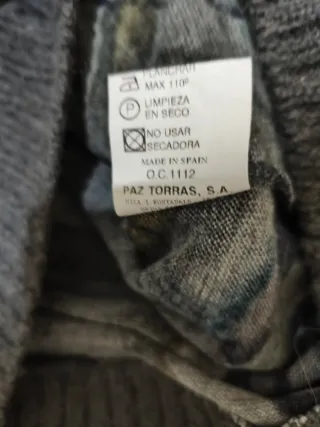 PLANCHAR
MAX 110º
LIMPIEZA
EN SECO
P
NO USAR
SECADORA
MADE IN SPAIN
O.C.1112
PAZ TORRAS, S.A.